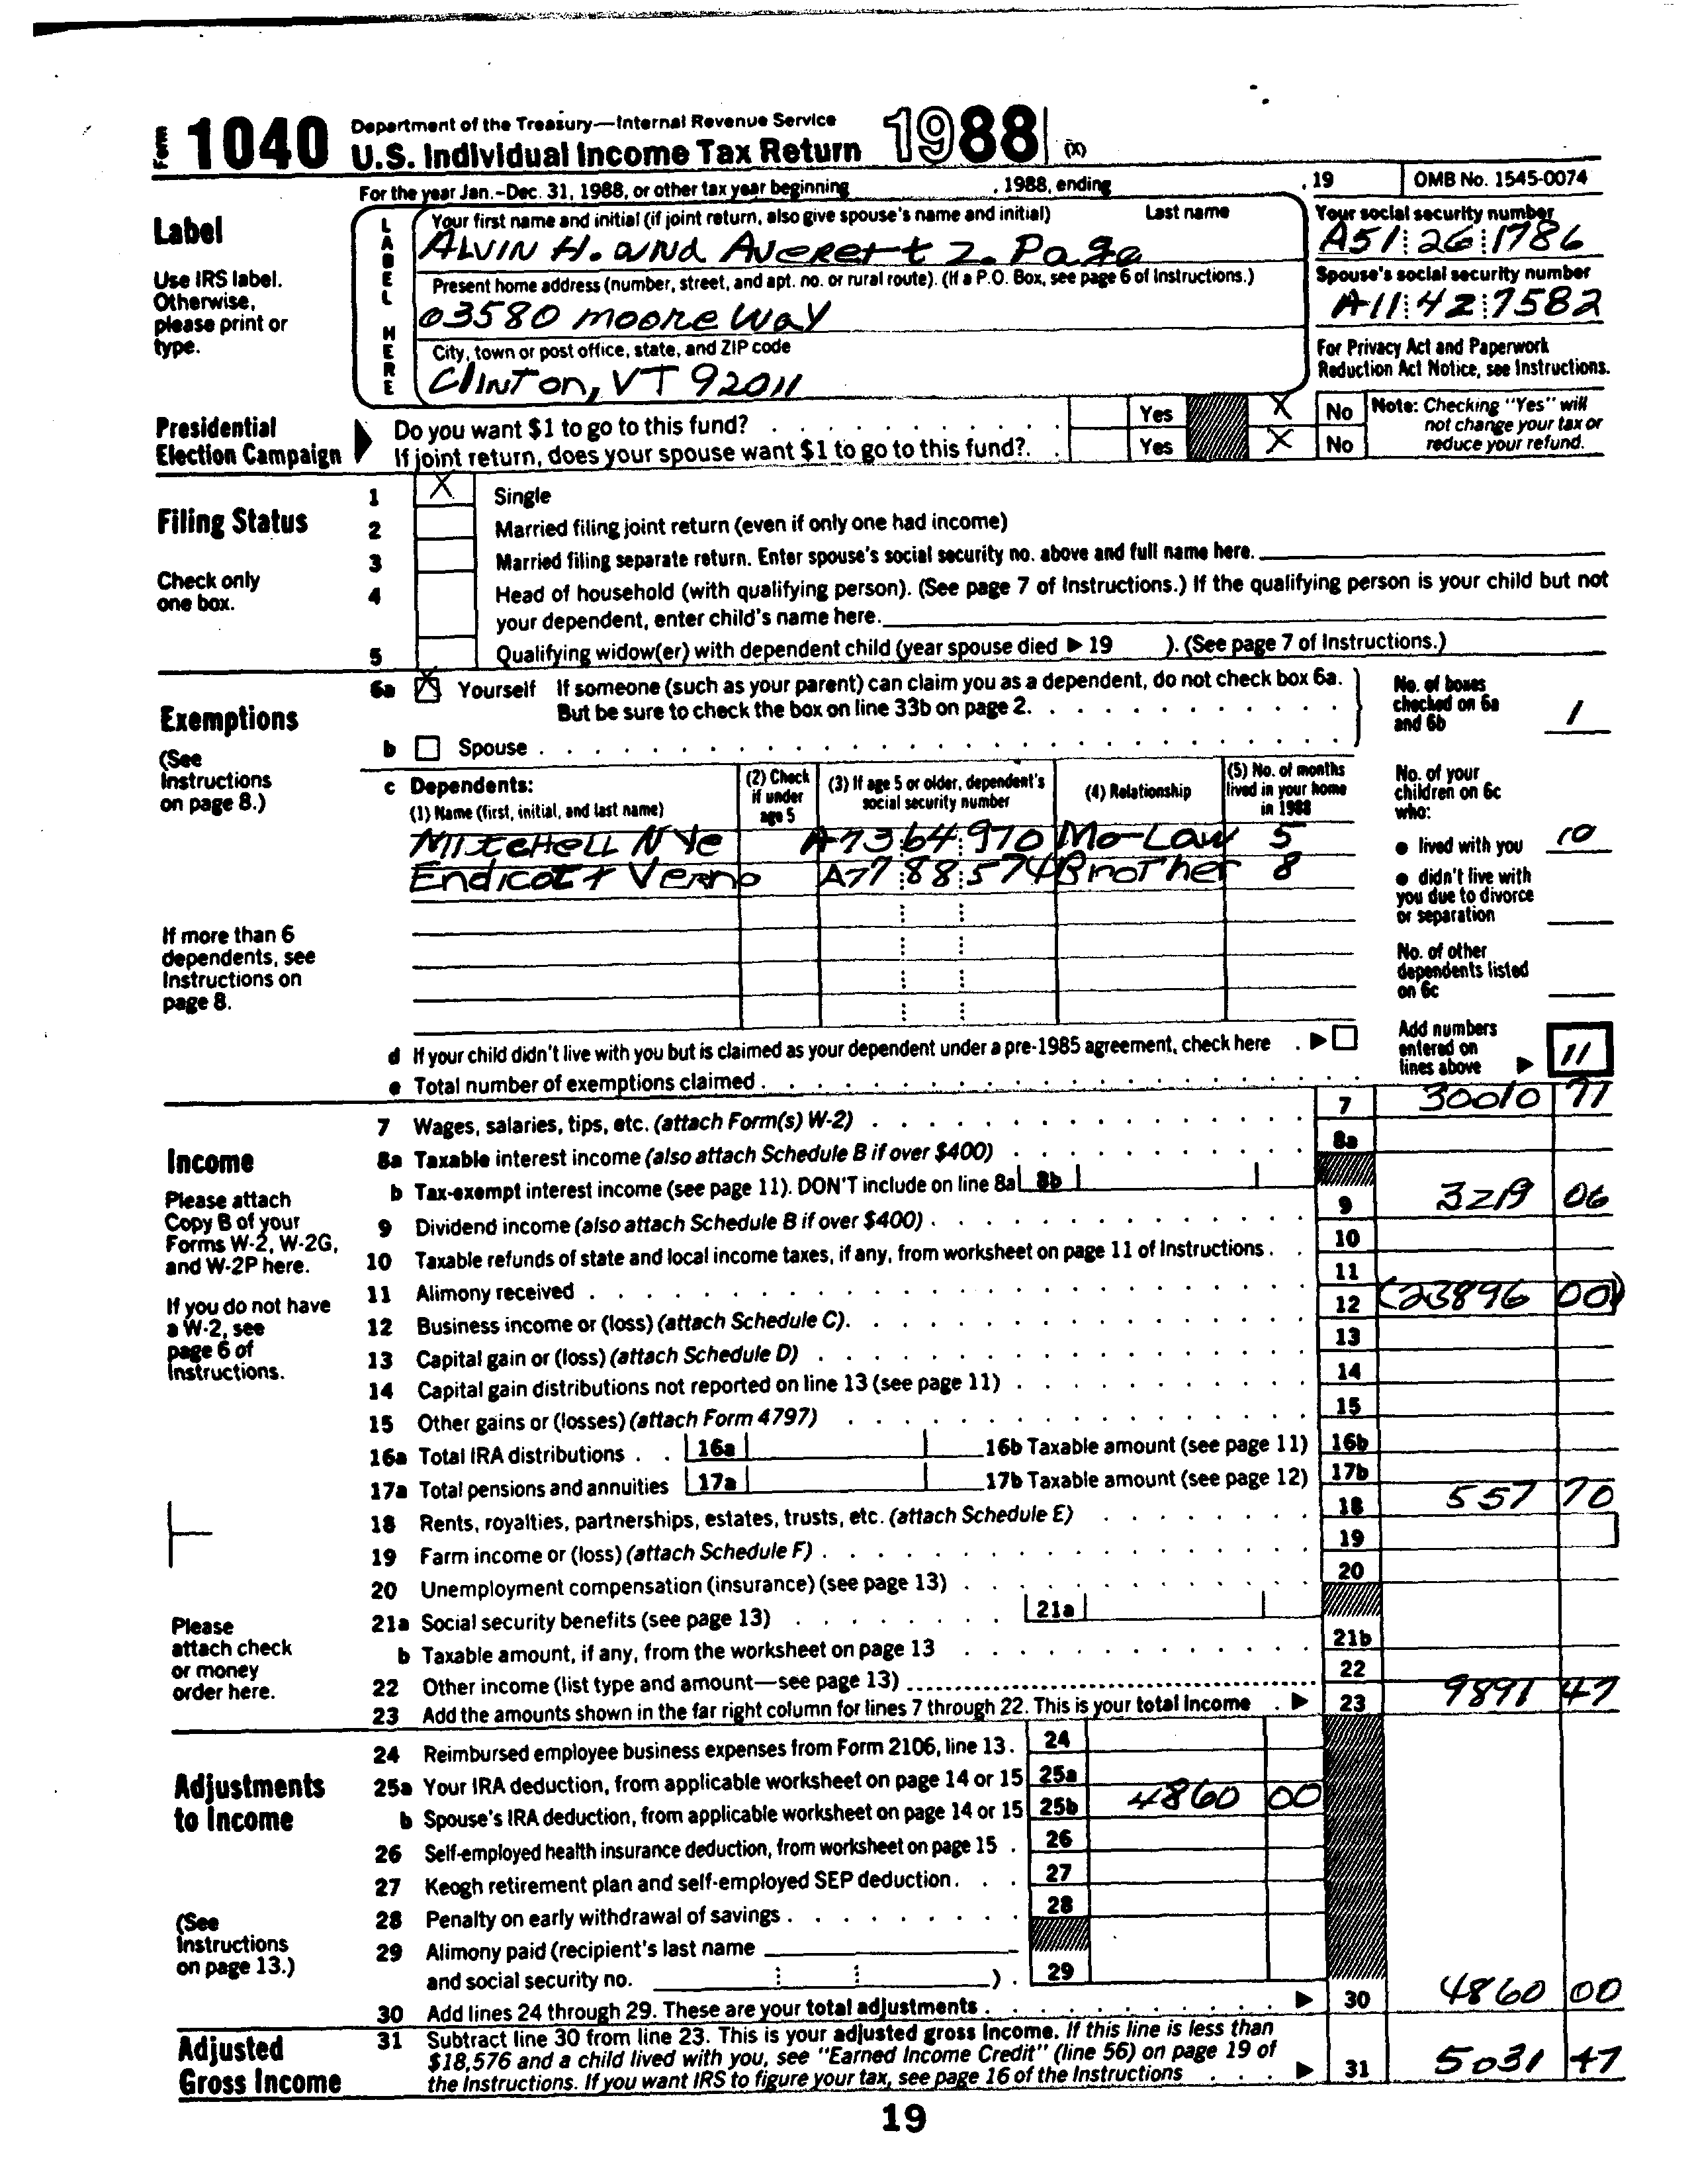 Form 1040 Department of the Treasury—Internal Revenue Service
U.S. Individual Income Tax Return 1988 (X)
For the year Jan.-Dec. 31, 1988, or other tax year beginning , 1988, ending , 19 OMB No. 1545-0074
Label
Use IRS label. Otherwise, please print or type.
LABEL HERE
Your first name and initial (if joint return, also give spouse's name and initial) Last name
ALVIN H. and Averett Z. Page
Your social security number
A51 26 1786
Present home address (number, street, and apt. no. or rural route). (If a P.O. Box, see page 6 of Instructions.)
03580 Moore Way
Spouse's social security number
A11 42 7582
City, town or post office, state, and ZIP code
Clinton, VT 92011
For Privacy Act and Paperwork Reduction Act Notice, see Instructions.
Presidential Election Campaign
Do you want $1 to go to this fund? Yes X No
If joint return, does your spouse want $1 to go to this fund?. Yes X No
Note: Checking "Yes" will not change your tax or reduce your refund.
Filing Status
Check only one box.
1 X Single
2 Married filing joint return (even if only one had income)
3 Married filing separate return. Enter spouse's social security no. above and full name here.
4 Head of household (with qualifying person). (See page 7 of Instructions.) If the qualifying person is your child but not
your dependent, enter child's name here.
5 Qualifying widow(er) with dependent child (year spouse died ▶ 19 ). (See page 7 of Instructions.)
Exemptions
(See Instructions on page 8.)
6a X Yourself If someone (such as your parent) can claim you as a dependent, do not check box 6a.
But be sure to check the box on line 33b on page 2.
b Spouse
No. of boxes checked on 6a and 6b 1
c Dependents:
(1) Name (first, initial, and last name)
(2) Check if under age 5
(3) If age 5 or older, dependent's social security number
(4) Relationship
(5) No. of months lived in your home in 1988
Mitchell Nye A73 64 970 Mo-Law 5
Endicott Verno A77 88 574 Brother 8
No. of your children on 6c who:
● lived with you 10
● didn't live with you due to divorce or separation
No. of other dependents listed on 6c
If more than 6 dependents, see Instructions on page 8.
d If your child didn't live with you but is claimed as your dependent under a pre-1985 agreement, check here . ▶
e Total number of exemptions claimed
Add numbers entered on lines above ▶ 11
Income
Please attach Copy B of your Forms W-2, W-2G, and W-2P here.
If you do not have a W-2, see page 6 of Instructions.
Please attach check or money order here.
7 Wages, salaries, tips, etc. (attach Form(s) W-2) 7 30010 71
8a Taxable interest income (also attach Schedule B if over $400) 8a
b Tax-exempt interest income (see page 11). DON'T include on line 8a 8b
9 Dividend income (also attach Schedule B if over $400) 9 3219 06
10 Taxable refunds of state and local income taxes, if any, from worksheet on page 11 of Instructions 10
11 Alimony received 11
12 Business income or (loss) (attach Schedule C). 12 (23896 00)
13 Capital gain or (loss) (attach Schedule D) 13
14 Capital gain distributions not reported on line 13 (see page 11) 14
15 Other gains or (losses) (attach Form 4797) 15
16a Total IRA distributions 16a 16b Taxable amount (see page 11) 16b
17a Total pensions and annuities 17a 17b Taxable amount (see page 12) 17b
18 Rents, royalties, partnerships, estates, trusts, etc. (attach Schedule E) 18 557 70
19 Farm income or (loss) (attach Schedule F) 19
20 Unemployment compensation (insurance) (see page 13) 20
21a Social security benefits (see page 13) 21a
b Taxable amount, if any, from the worksheet on page 13 21b
22 Other income (list type and amount—see page 13) 22
23 Add the amounts shown in the far right column for lines 7 through 22. This is your total income ▶ 23 9891 47
Adjustments to Income
(See Instructions on page 13.)
24 Reimbursed employee business expenses from Form 2106, line 13. 24
25a Your IRA deduction, from applicable worksheet on page 14 or 15 25a
b Spouse's IRA deduction, from applicable worksheet on page 14 or 15 25b 4860 00
26 Self-employed health insurance deduction, from worksheet on page 15 26
27 Keogh retirement plan and self-employed SEP deduction 27
28 Penalty on early withdrawal of savings 28
29 Alimony paid (recipient's last name
and social security no. ) . 29
30 Add lines 24 through 29. These are your total adjustments ▶ 30 4860 00
Adjusted Gross Income
31 Subtract line 30 from line 23. This is your adjusted gross income. If this line is less than
$18,576 and a child lived with you, see "Earned Income Credit" (line 56) on page 19 of
the Instructions. If you want IRS to figure your tax, see page 16 of the Instructions ▶ 31 5031 47
19